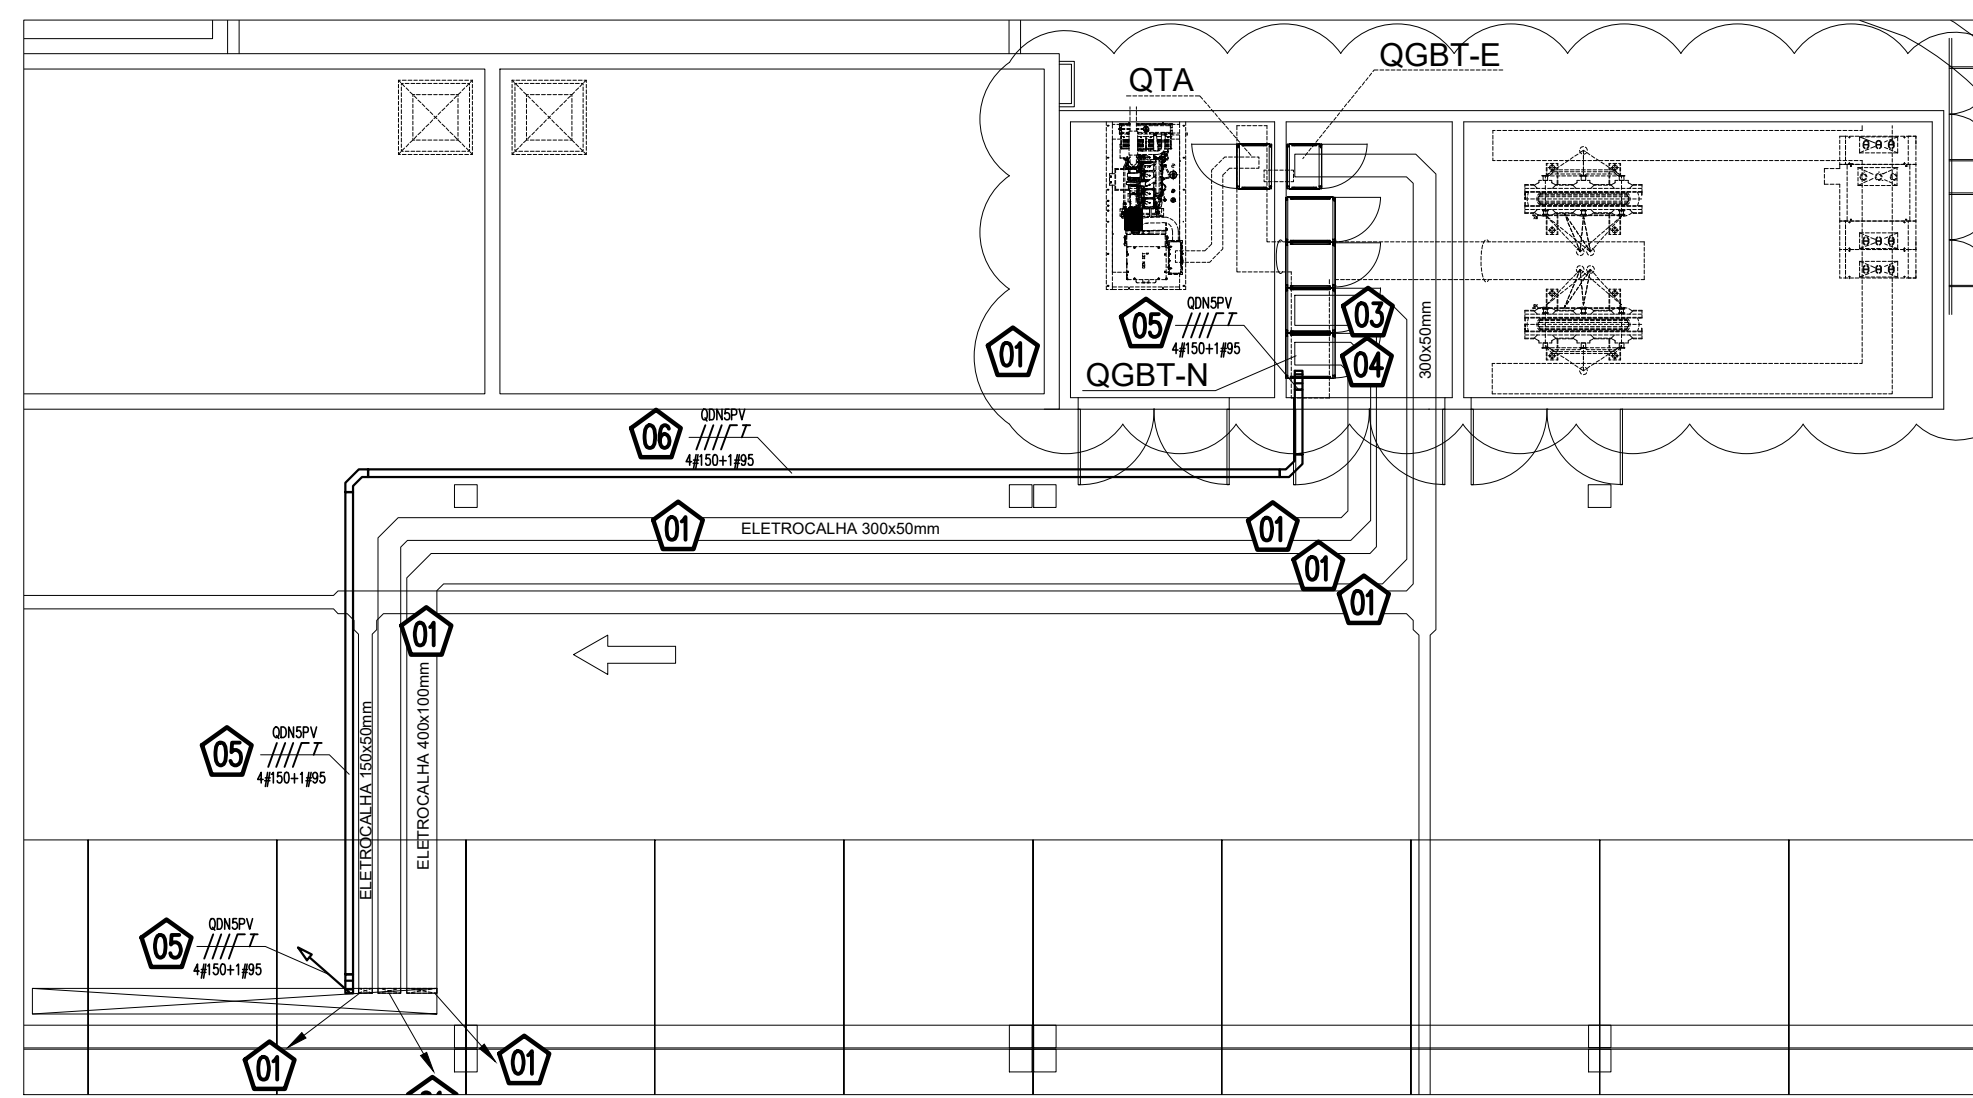 QGBT-E
QTA
QDN5PV
05
4#150+1#95
03
04
01
QGBT-N
300x50mm
QDN5PV
06
4#150+1#95
01
ELETROCALHA 300x50mm
01
01
01
01
QDN5PV
05
4#150+1#95
ELETROCALHA 150x50mm
ELETROCALHA 400x100mm
QDN5PV
05
4#150+1#95
01
01